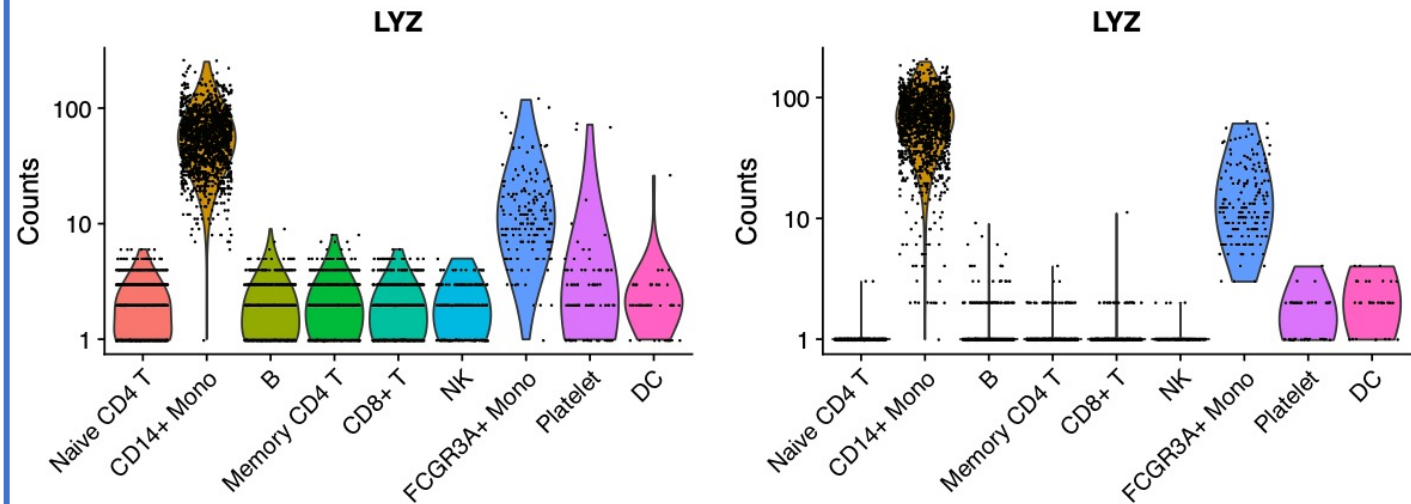 LYZ
Counts
100
10
1
Naive CD4 T
CD14+ Mono
B
Memory CD4 T
CD8+ T
NK
FCGR3A+ Mono
Platelet
DC
LYZ
Counts
100
10
1
Naive CD4 T
CD14+ Mono
B
Memory CD4 T
CD8+ T
NK
FCGR3A+ Mono
Platelet
DC